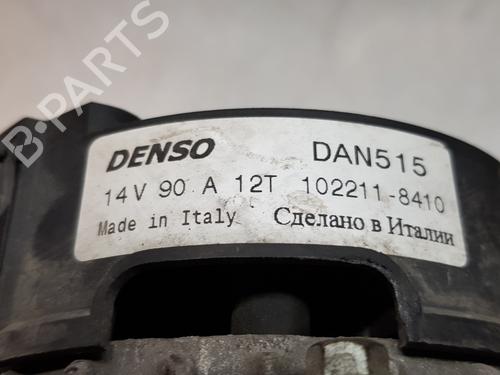 B-PARTS
DENSO DAN515
14V 90 A 12T 102211-8410
Made in Italy Сделано в Италии